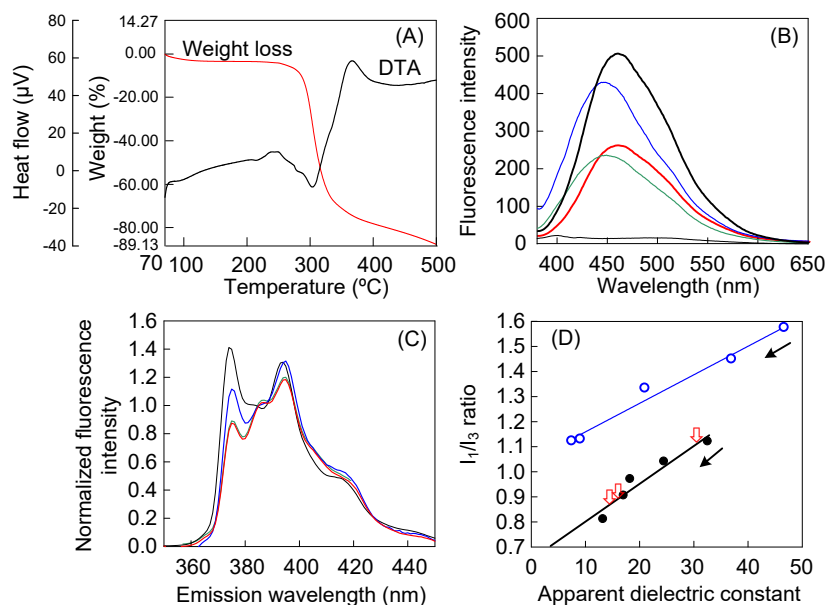 (A)
Weight loss
DTA
Heat flow (µV)
80
60
40
20
0
-20
-40
Weight (%)
14.27
0.00
-20.00
-40.00
-60.00
-80.00
-89.13
70 100 200 300 400 500
Temperature (ºC)
(B)
Fluorescence intensity
600
500
400
300
200
100
0
400 450 500 550 600 650
Wavelength (nm)
(C)
Normalized fluorescence
intensity
1.6
1.4
1.2
1.0
0.8
0.6
0.4
0.2
0.0
360 380 400 420 440
Emission wavelength (nm)
(D)
I1/I3 ratio
1.6
1.5
1.4
1.3
1.2
1.1
1.0
0.9
0.8
0.7
0 10 20 30 40 50
Apparent dielectric constant